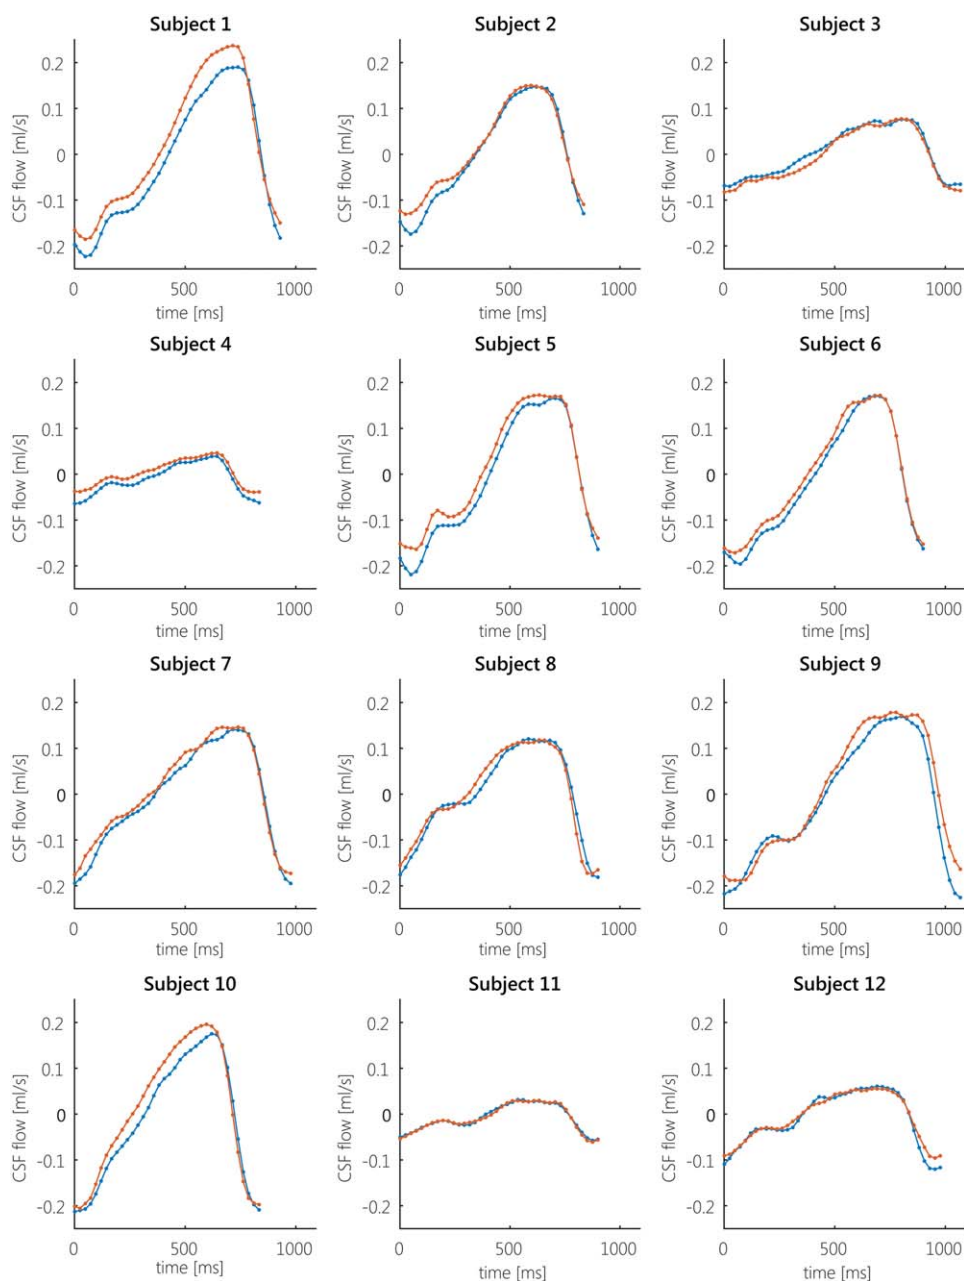 Subject 1 Subject 2 Subject 3
CSF flow [ml/s] CSF flow [ml/s] CSF flow [ml/s]
0.2 0.2 0.2
0.1 0.1 0.1
0 0 0
-0.1 -0.1 -0.1
-0.2 -0.2 -0.2
0 500 1000 0 500 1000 0 500 1000
time [ms] time [ms] time [ms]
Subject 4 Subject 5 Subject 6
CSF flow [ml/s] CSF flow [ml/s] CSF flow [ml/s]
0.2 0.2 0.2
0.1 0.1 0.1
0 0 0
-0.1 -0.1 -0.1
-0.2 -0.2 -0.2
0 500 1000 0 500 1000 0 500 1000
time [ms] time [ms] time [ms]
Subject 7 Subject 8 Subject 9
CSF flow [ml/s] CSF flow [ml/s] CSF flow [ml/s]
0.2 0.2 0.2
0.1 0.1 0.1
0 0 0
-0.1 -0.1 -0.1
-0.2 -0.2 -0.2
0 500 1000 0 500 1000 0 500 1000
time [ms] time [ms] time [ms]
Subject 10 Subject 11 Subject 12
CSF flow [ml/s] CSF flow [ml/s] CSF flow [ml/s]
0.2 0.2 0.2
0.1 0.1 0.1
0 0 0
-0.1 -0.1 -0.1
-0.2 -0.2 -0.2
0 500 1000 0 500 1000 0 500 1000
time [ms] time [ms] time [ms]